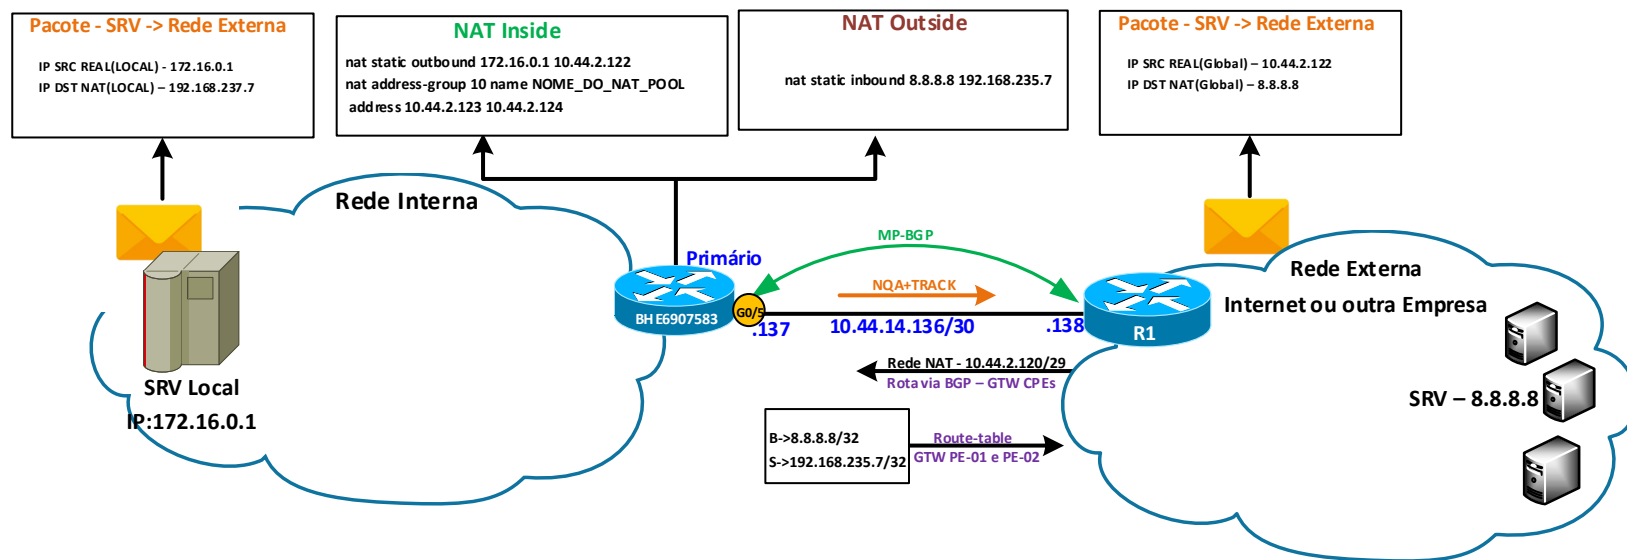 Pacote - SRV -> Rede Externa
IP SRC REAL(LOCAL) - 172.16.0.1
IP DST NAT(LOCAL) – 192.168.237.7
NAT Inside
nat static outbound 172.16.0.1 10.44.2.122
nat address-group 10 name NOME_DO_NAT_POOL
address 10.44.2.123 10.44.2.124
NAT Outside
nat static inbound 8.8.8.8 192.168.235.7
Pacote - SRV -> Rede Externa
IP SRC REAL(Global) – 10.44.2.122
IP DST NAT(Global) – 8.8.8.8
Rede Interna
SRV Local
IP:172.16.0.1
Primário
BHE6907583
G0/5
.137
MP-BGP
NQA+TRACK
10.44.14.136/30
.138
R1
Rede NAT - 10.44.2.120/29
Rota via BGP – GTW CPEs
B->8.8.8.8/32
S->192.168.235.7/32
Route-table
GTW PE-01 e PE-02
Rede Externa
Internet ou outra Empresa
SRV – 8.8.8.8